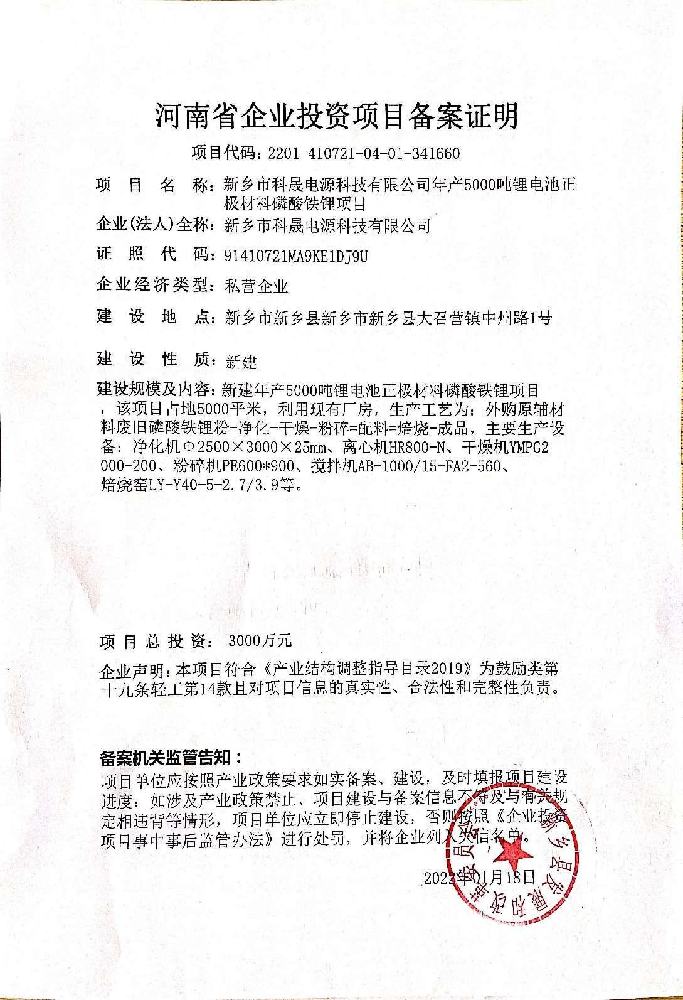 河南省企业投资项目备案证明
项目代码：2201-410721-04-01-341660
项目名称：新乡市科晟电源科技有限公司年产5000吨锂电池正
极材料磷酸铁锂项目
企业(法人)全称：新乡市科晟电源科技有限公司
证照代码：91410721MA9KE1DJ9U
企业经济类型：私营企业
建设地点：新乡市新乡县新乡市新乡县大召营镇中州路1号
建设性质：新建
建设规模及内容：新建年产5000吨锂电池正极材料磷酸铁锂项目
，该项目占地5000平米，利用现有厂房，生产工艺为：外购原辅材
料废旧磷酸铁锂粉-净化-干燥-粉碎=配料=焙烧-成品，主要生产设
备：净化机Φ2500×3000×25mm、离心机HR800-N、干燥机YMPG2
000-200、粉碎机PE600*900、搅拌机AB-1000/15-FA2-560、
焙烧窑LY-Y40-5-2.7/3.9等。
项目总投资：3000万元
企业声明：本项目符合《产业结构调整指导目录2019》为鼓励类第
十九条轻工第14款且对项目信息的真实性、合法性和完整性负责。
备案机关监管告知：
项目单位应按照产业政策要求如实备案、建设，及时填报项目建设
进度：如涉及产业政策禁止、项目建设与备案信息不符及与有关规
定相违背等情形，项目单位应立即停止建设，否则按照《企业投资
项目事中事后监管办法》进行处罚，并将企业列入失信名单。
2022年01月18日
新乡县发展和改革委员会